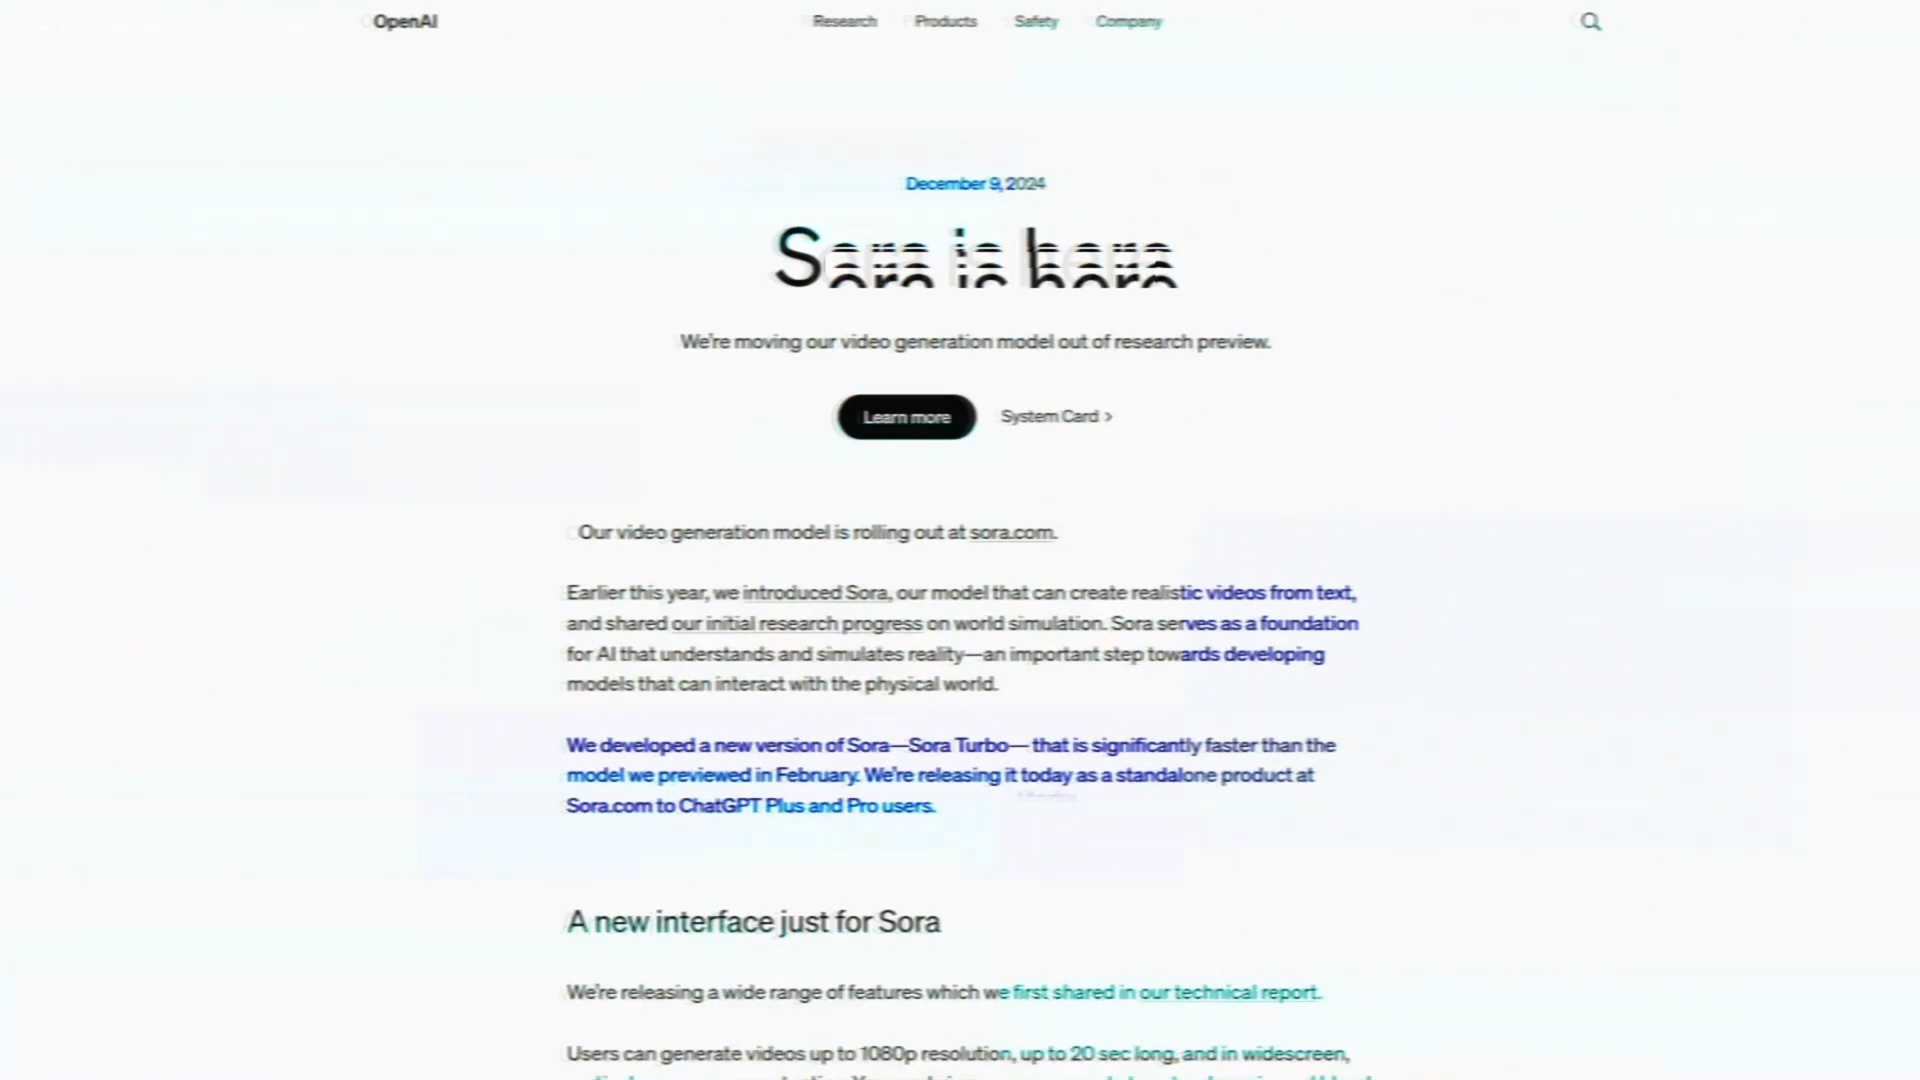 OpenAI
Research Products Safety Company
December 9, 2024
Sora is here
We're moving our video generation model out of research preview.
Learn more System Card >
Our video generation model is rolling out at sora.com.
Earlier this year, we introduced Sora, our model that can create realistic videos from text,
and shared our initial research progress on world simulation. Sora serves as a foundation
for AI that understands and simulates reality—an important step towards developing
models that can interact with the physical world.
We developed a new version of Sora—Sora Turbo— that is significantly faster than the
model we previewed in February. We're releasing it today as a standalone product at
Sora.com to ChatGPT Plus and Pro users.
A new interface just for Sora
We're releasing a wide range of features which we first shared in our technical report.
Users can generate videos up to 1080p resolution, up to 20 sec long, and in widescreen,